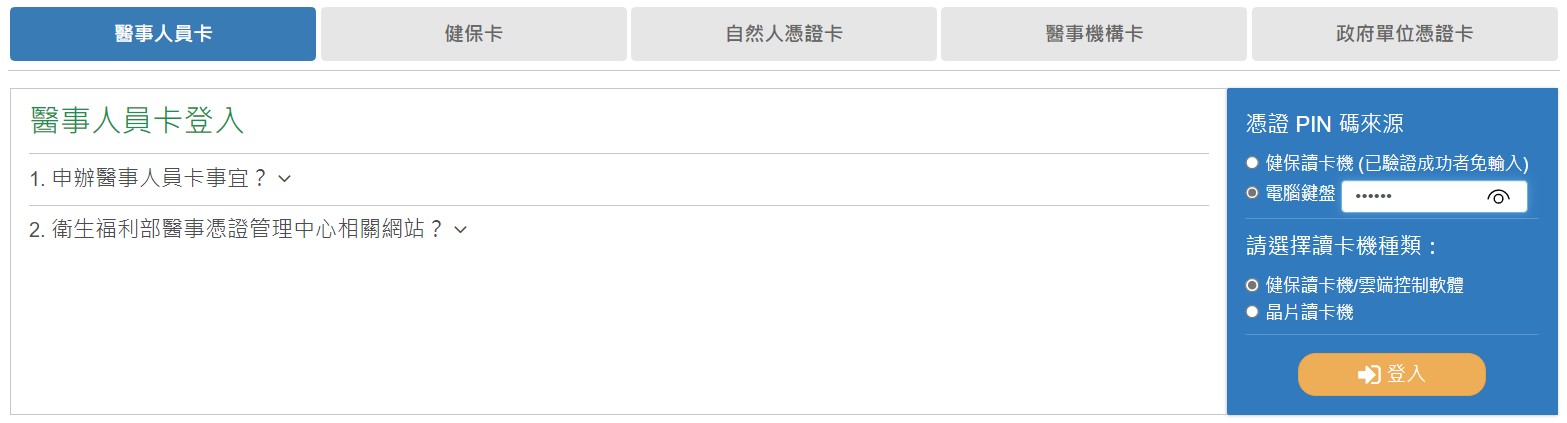 醫事人員卡
健保卡
自然人憑證卡
醫事機構卡
政府單位憑證卡
醫事人員卡登入
1. 申辦醫事人員卡事宜？
2. 衛生福利部醫事憑證管理中心相關網站？
憑證 PIN 碼來源
健保讀卡機 (已驗證成功者免輸入)
電腦鍵盤 ••••••
請選擇讀卡機種類：
健保讀卡機/雲端控制軟體
晶片讀卡機
登入